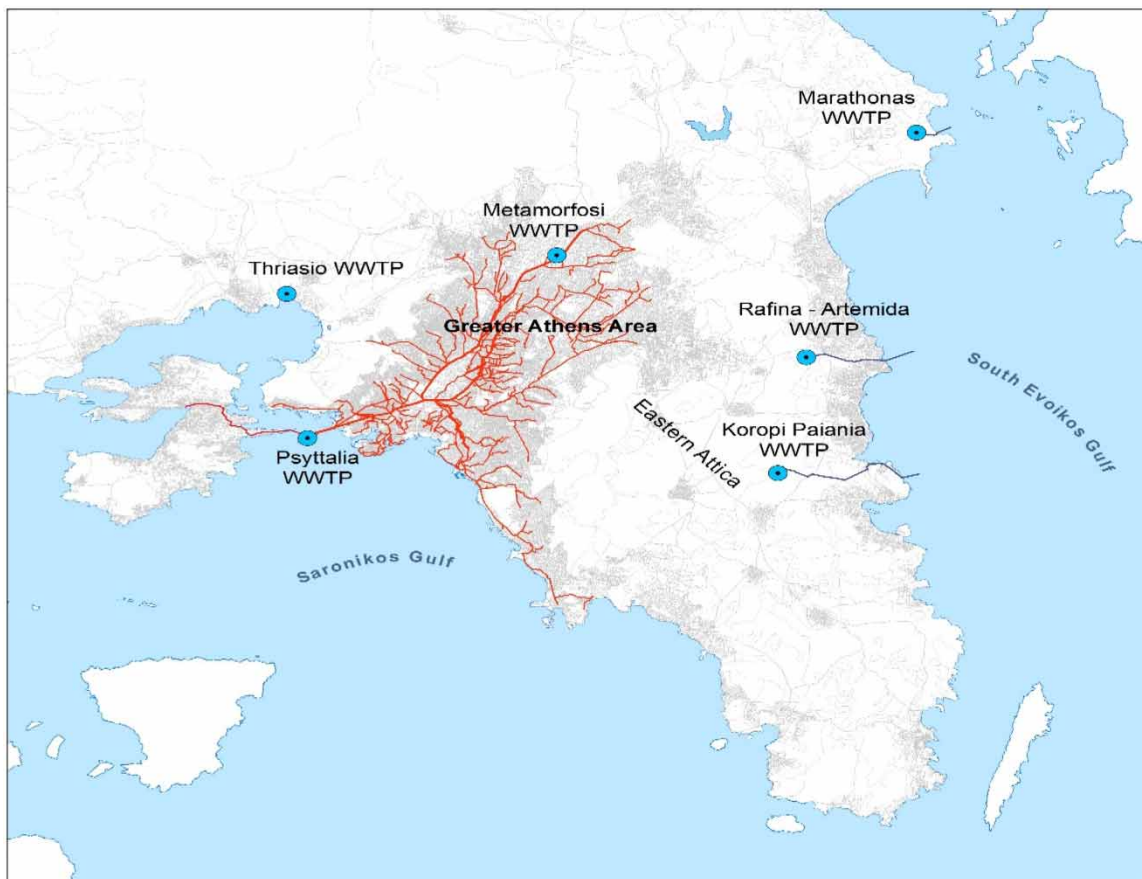 Marathonas
WWTP
Metamorfosi
WWTP
Thriasio WWTP
Rafina - Artemida
WWTP
Greater Athens Area
South Evoikos Gulf
Eastern Attica
Koropi Paiania
WWTP
Psyttalia
WWTP
Saronikos Gulf